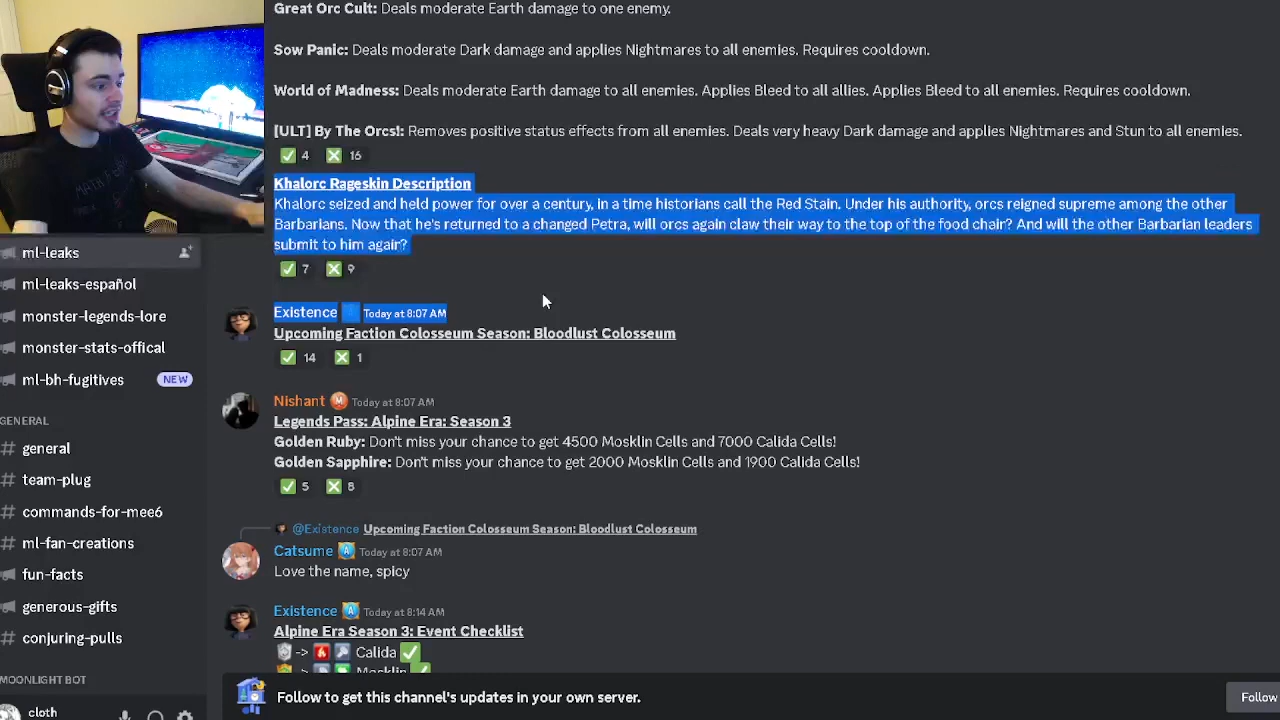 Great Orc Cult: Deals moderate Earth damage to one enemy.
Sow Panic: Deals moderate Dark damage and applies Nightmares to all enemies. Requires cooldown.
World of Madness: Deals moderate Earth damage to all enemies. Applies Bleed to all allies. Applies Bleed to all enemies. Requires cooldown.
[ULT] By The Orcs!: Removes positive status effects from all enemies. Deals very heavy Dark damage and applies Nightmares and Stun to all enemies.
4 16
Khalorc Rageskin Description
Khalorc seized and held power for over a century, in a time historians call the Red Stain. Under his authority, orcs reigned supreme among the other
Barbarians. Now that he's returned to a changed Petra, will orcs again claw their way to the top of the food chain? And will the other Barbarian leaders
submit to him again?
7 9
Existence Today at 8:07 AM
Upcoming Faction Colosseum Season: Bloodlust Colosseum
14 1
Nishant M Today at 8:07 AM
Legends Pass: Alpine Era: Season 3
Golden Ruby: Don't miss your chance to get 4500 Mosklin Cells and 7000 Calida Cells!
Golden Sapphire: Don't miss your chance to get 2000 Mosklin Cells and 1900 Calida Cells!
5 8
@Existence Upcoming Faction Colosseum Season: Bloodlust Colosseum
Catsume A Today at 8:07 AM
Love the name, spicy
Existence A Today at 8:14 AM
Alpine Era Season 3: Event Checklist
-> Calida
-> Mosklin
Follow to get this channel's updates in your own server.
Follow
ml-leaks
ml-leaks-español
monster-legends-lore
monster-stats-offical
ml-bh-fugitives NEW
GENERAL
general
team-plug
commands-for-mee6
ml-fan-creations
fun-facts
generous-gifts
conjuring-pulls
MOONLIGHT BOT
cloth